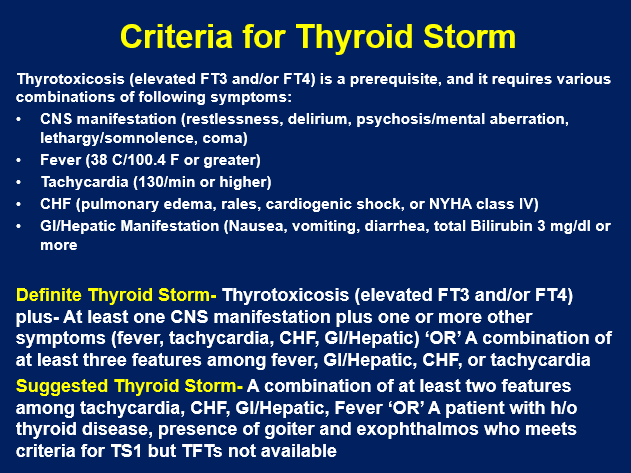 Criteria for Thyroid Storm
Thyrotoxicosis (elevated FT3 and/or FT4) is a prerequisite, and it requires various
combinations of following symptoms:
• CNS manifestation (restlessness, delirium, psychosis/mental aberration,
lethargy/somnolence, coma)
• Fever (38 C/100.4 F or greater)
• Tachycardia (130/min or higher)
• CHF (pulmonary edema, rales, cardiogenic shock, or NYHA class IV)
• GI/Hepatic Manifestation (Nausea, vomiting, diarrhea, total Bilirubin 3 mg/dl or
more
Definite Thyroid Storm- Thyrotoxicosis (elevated FT3 and/or FT4)
plus- At least one CNS manifestation plus one or more other
symptoms (fever, tachycardia, CHF, GI/Hepatic) ‘OR’ A combination of
at least three features among fever, GI/Hepatic, CHF, or tachycardia
Suggested Thyroid Storm- A combination of at least two features
among tachycardia, CHF, GI/Hepatic, Fever ‘OR’ A patient with h/o
thyroid disease, presence of goiter and exophthalmos who meets
criteria for TS1 but TFTs not available